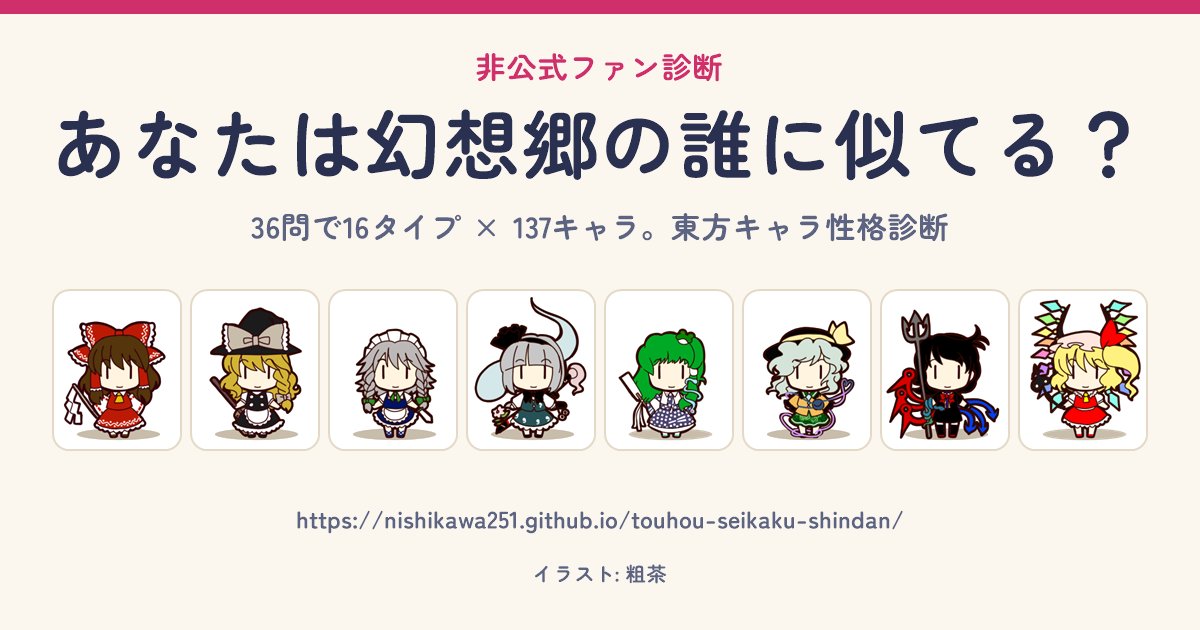 非公式ファン診断
あなたは幻想郷の誰に似てる？
36問で16タイプ × 137キャラ。東方キャラ性格診断
https://nishikawa251.github.io/touhou-seikaku-shindan/
イラスト: 粗茶